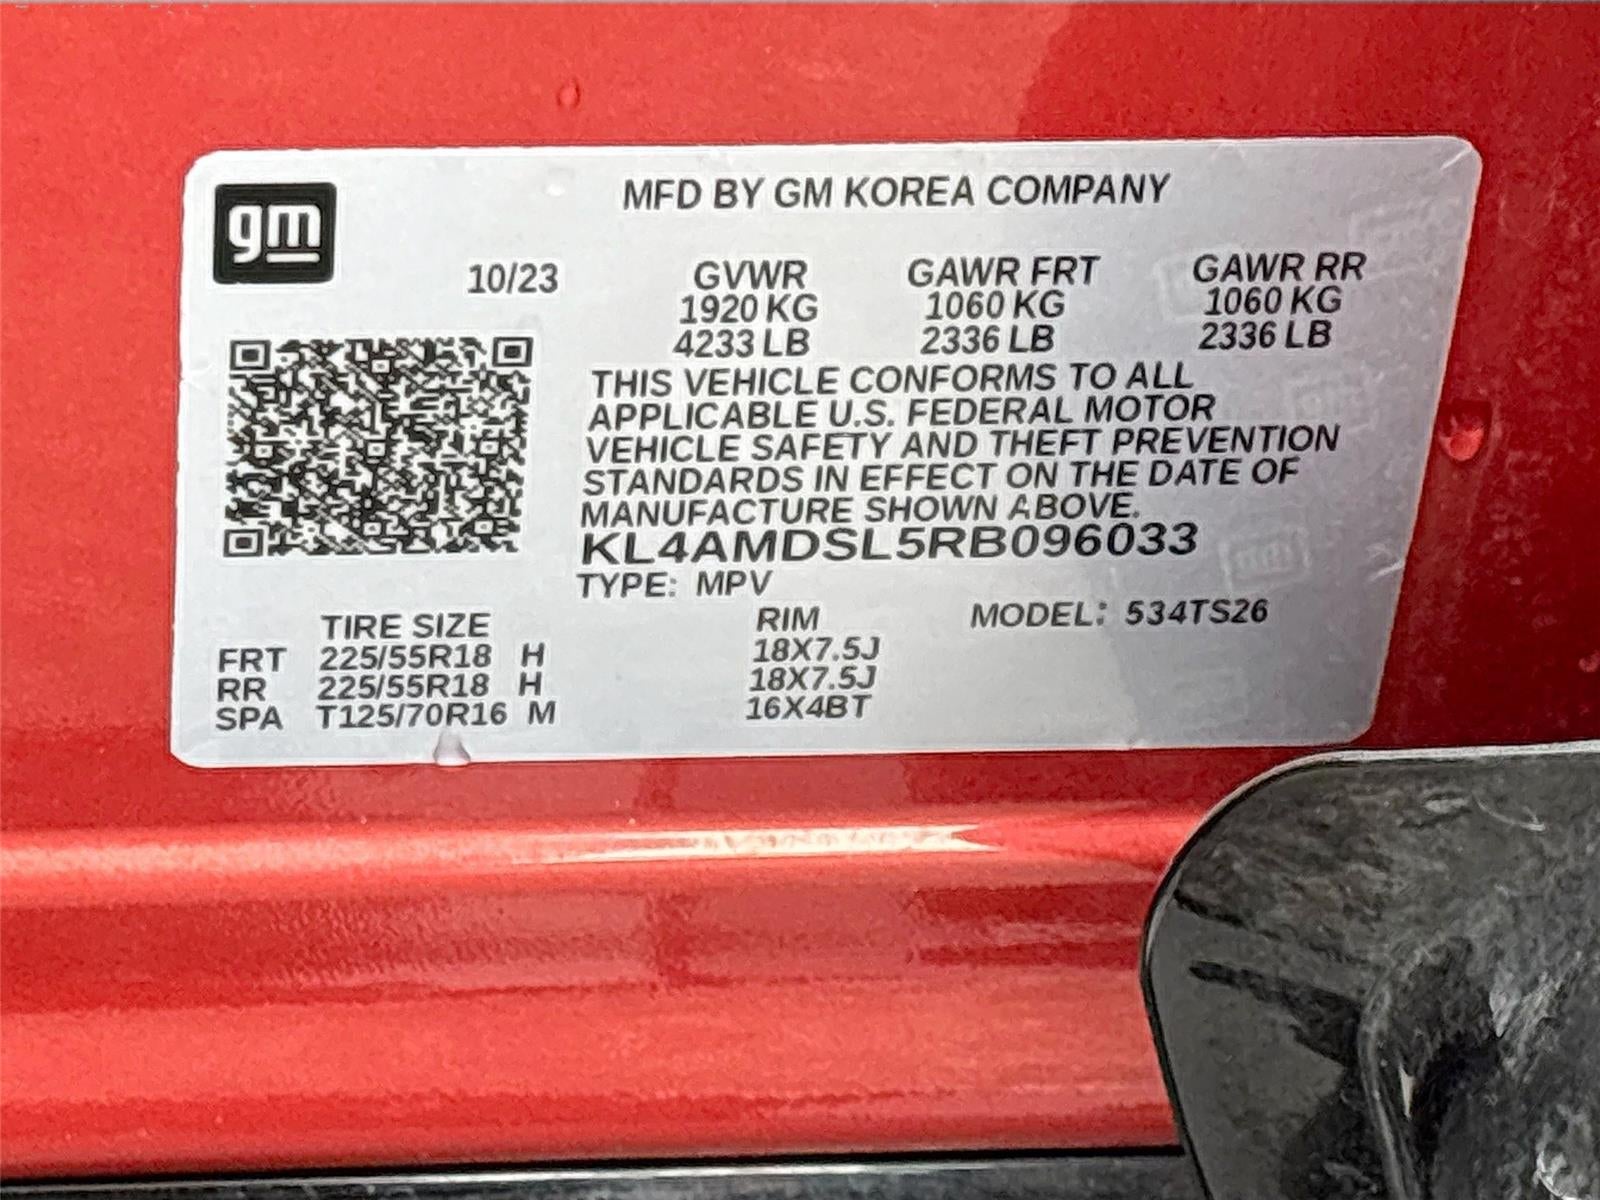 gm
MFD BY GM KOREA COMPANY
10/23 GVWR GAWR FRT GAWR RR
1920 KG 1060 KG 1060 KG
4233 LB 2336 LB 2336 LB
THIS VEHICLE CONFORMS TO ALL
APPLICABLE U.S. FEDERAL MOTOR
VEHICLE SAFETY AND THEFT PREVENTION
STANDARDS IN EFFECT ON THE DATE OF
MANUFACTURE SHOWN ABOVE.
KL4AMDSL5RB096033
TYPE: MPV
TIRE SIZE RIM MODEL: 534TS26
FRT 225/55R18 H 18X7.5J
RR 225/55R18 H 18X7.5J
SPA T125/70R16 M 16X4BT